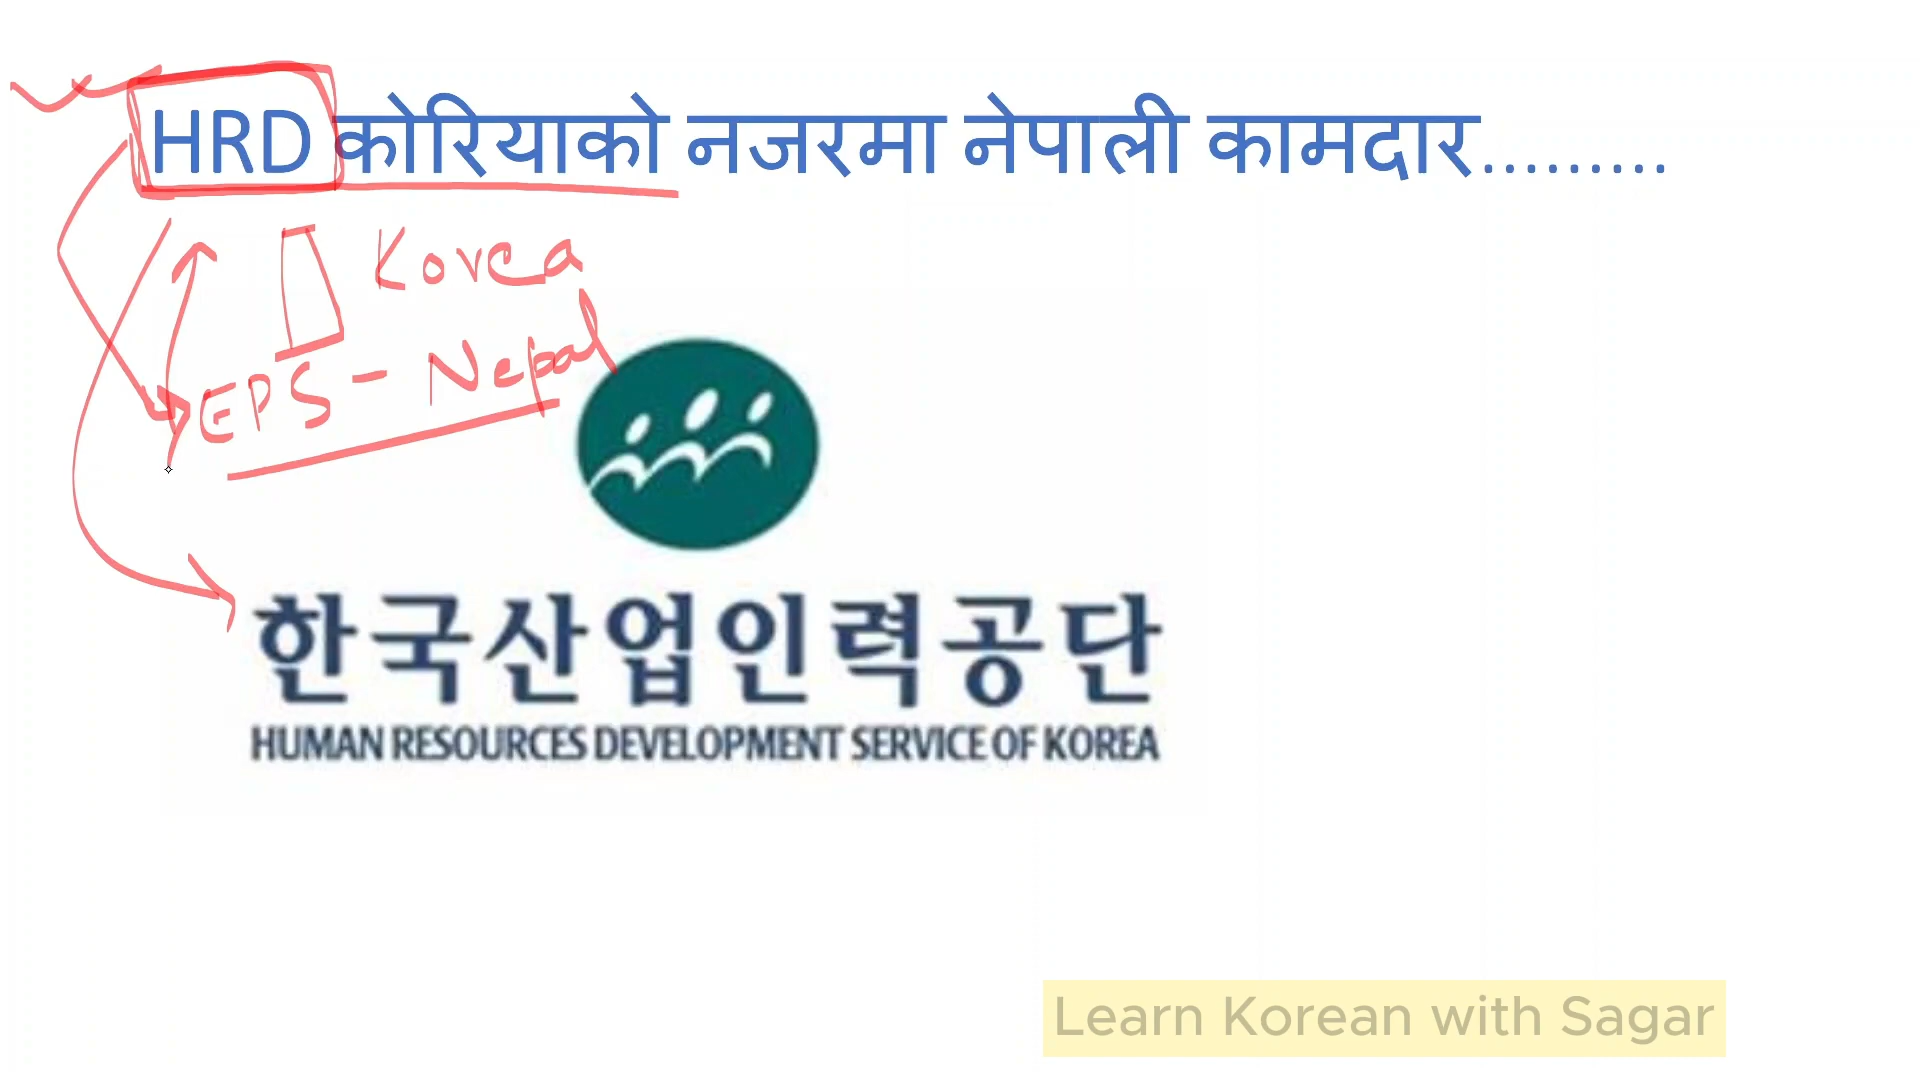 HRD कोरियाको नजरमा नेपाली कामदार.........
Korea
EPS - Nepal
한국산업인력공단
HUMAN RESOURCES DEVELOPMENT SERVICE OF KOREA
Learn Korean with Sagar